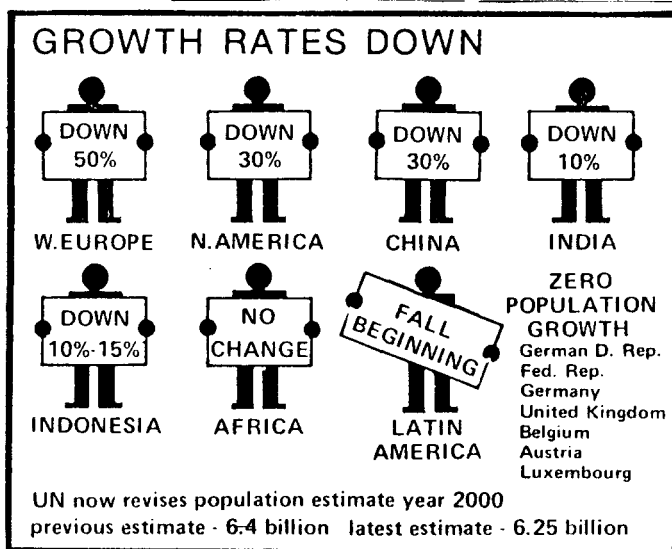 GROWTH RATES DOWN
DOWN
50%
W.EUROPE
DOWN
30%
N.AMERICA
DOWN
30%
CHINA
DOWN
10%
INDIA
DOWN
10%-15%
INDONESIA
NO
CHANGE
AFRICA
FALL
BEGINNING
LATIN
AMERICA
ZERO
POPULATION
GROWTH
German D. Rep.
Fed. Rep.
Germany
United Kingdom
Belgium
Austria
Luxembourg
UN now revises population estimate year 2000
previous estimate - 6.4 billion latest estimate - 6.25 billion